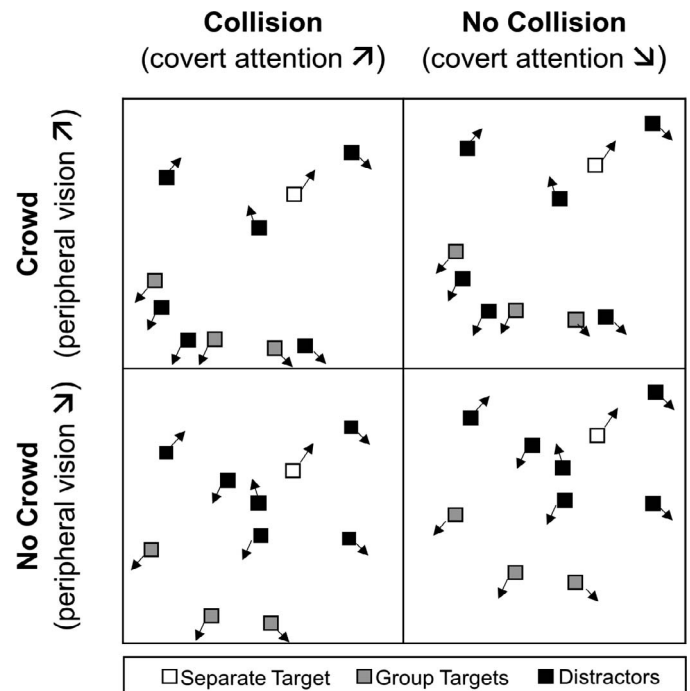 Collision
(covert attention ↗)
No Collision
(covert attention ↘)
Crowd
(peripheral vision ↗)
No Crowd
(peripheral vision ↘)
Separate Target Group Targets Distractors